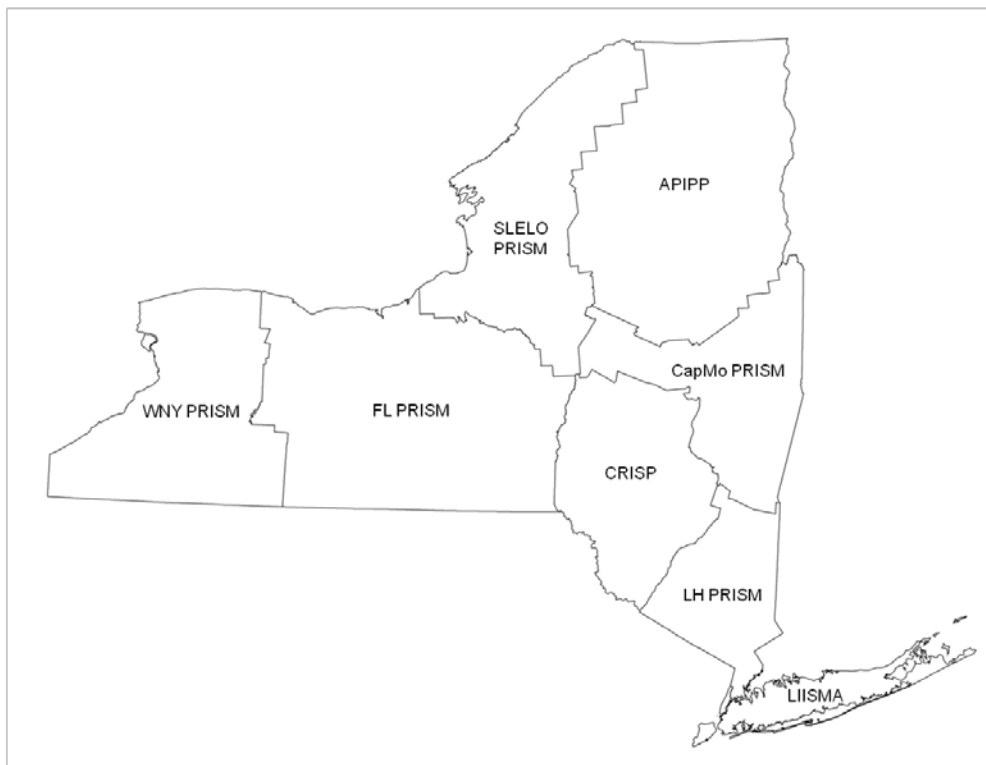 APIPP
SLELO
PRISM
CapMo PRISM
WNY PRISM
FL PRISM
CRISP
LH PRISM
LIISMA